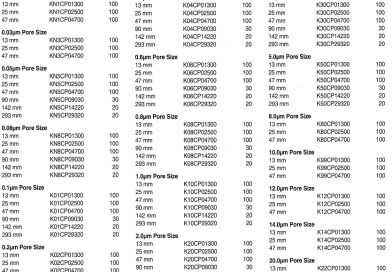 13 mm KN1CP01300 100
25 mm KN1CP02500 100
47 mm KN1CP04700 100
0.03µm Pore Size
13 mm KN3CP01300 100
25 mm KN3CP02500 100
47 mm KN3CP04700 100
0.05µm Pore Size
13 mm KN5CP01300 100
25 mm KN5CP02500 100
47 mm KN5CP04700 100
90 mm KN5CP09030 30
142 mm KN5CP14220 20
293 mm KN5CP29320 20
0.08µm Pore Size
13 mm KN8CP01300 100
25 mm KN8CP02500 100
47 mm KN8CP04700 100
90 mm KN8CP09030 30
142 mm KN8CP14220 20
293 mm KN8CP29320 20
0.1µm Pore Size
13 mm K01CP01300 100
25 mm K01CP02500 100
47 mm K01CP04700 100
90 mm K01CP09030 30
142 mm K01CP14220 20
293 mm K01CP29320 20
0.2µm Pore Size
13 mm K02CP01300 100
25 mm K02CP02500 100
47 mm K02CP04700 100
13 mm K04CP01300 100
25 mm K04CP02500 100
47 mm K04CP04700 100
90 mm K04CP09030 30
142 mm K04CP14220 20
293 mm K04CP29320 20
0.6µm Pore Size
13 mm K06CP01300 100
25 mm K06CP02500 100
47 mm K06CP04700 100
90 mm K06CP09030 30
142 mm K06CP14220 20
293 mm K06CP29320 20
0.8µm Pore Size
13 mm K08CP01300 100
25 mm K08CP02500 100
47 mm K08CP04700 100
90 mm K08CP09030 30
142 mm K08CP14220 20
293 mm K08CP29320 20
1.0µm Pore Size
13 mm K10CP01300 100
25 mm K10CP02500 100
47 mm K10CP04700 100
90 mm K10CP09030 30
142 mm K10CP14220 20
293 mm K10CP29320 20
2.0µm Pore Size
13 mm K20CP01300 100
25 mm K20CP02500 100
47 mm K20CP04700 100
90 mm K20CP09030 30
13 mm K30CP01300 100
25 mm K30CP02500 100
47 mm K30CP04700 100
90 mm K30CP09030 30
142 mm K30CP14220 20
293 mm K30CP29320 20
5.0µm Pore Size
13 mm K50CP01300 100
25 mm K50CP02500 100
47 mm K50CP04700 100
90 mm K50CP09030 30
142 mm K50CP14220 20
293 mm K50CP29320 20
8.0µm Pore Size
13 mm K80CP01300 100
25 mm K80CP02500 100
47 mm K80CP04700 100
10.0µm Pore Size
13 mm K99CP01300 100
25 mm K99CP02500 100
47 mm K99CP04700 100
12.0µm Pore Size
13 mm K12CP01300 100
25 mm K12CP02500 100
47 mm K12CP04700 100
14.0µm Pore Size
13 mm K14CP01300 100
25 mm K14CP02500 100
47 mm K14CP04700 100
20.0µm Pore Size
13 mm K22CP01300 100